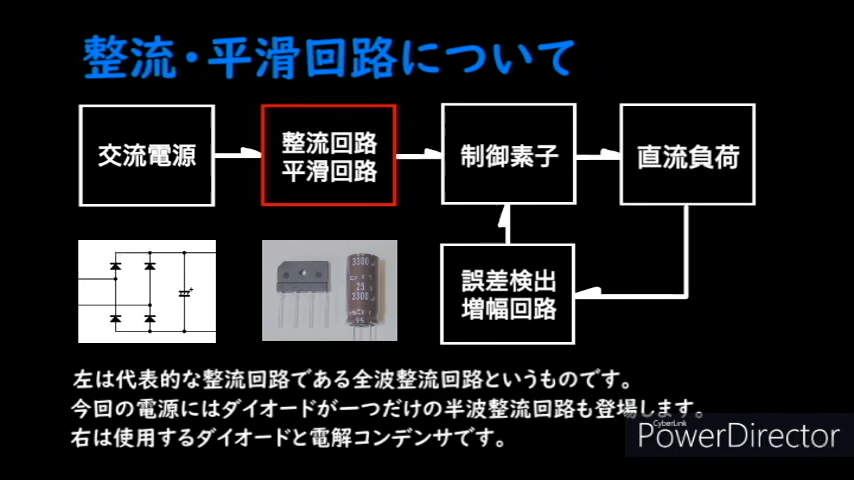 整流・平滑回路について
交流電源
整流回路
平滑回路
制御素子
直流負荷
誤差検出
増幅回路
3300
25
3300
左は代表的な整流回路である全波整流回路というものです。
今回の電源にはダイオードが一つだけの半波整流回路も登場します。
右は使用するダイオードと電解コンデンサです。
CyberLink
PowerDirector